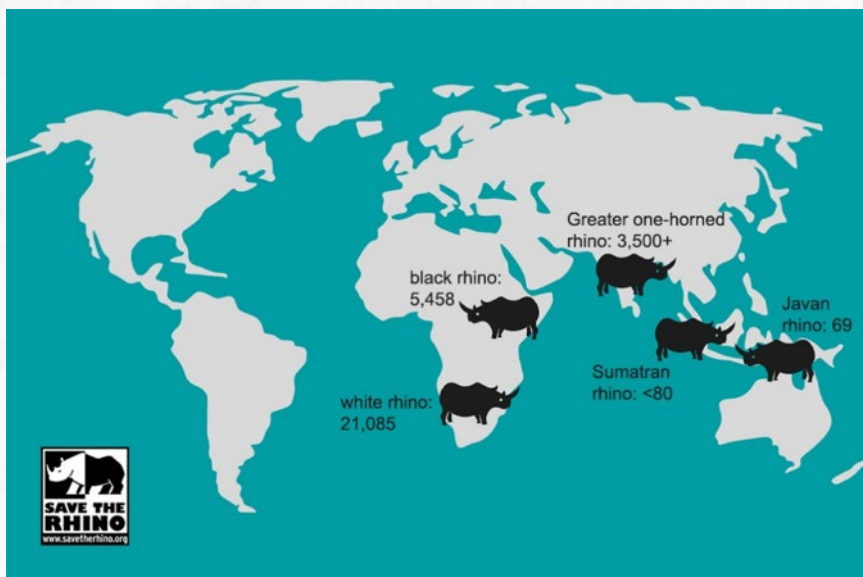 Greater one-horned
rhino: 3,500+
black rhino:
5,458
Javan
rhino: 69
Sumatran
rhino: <80
white rhino:
21,085
SAVE THE
RHINO
www.savetherhino.org